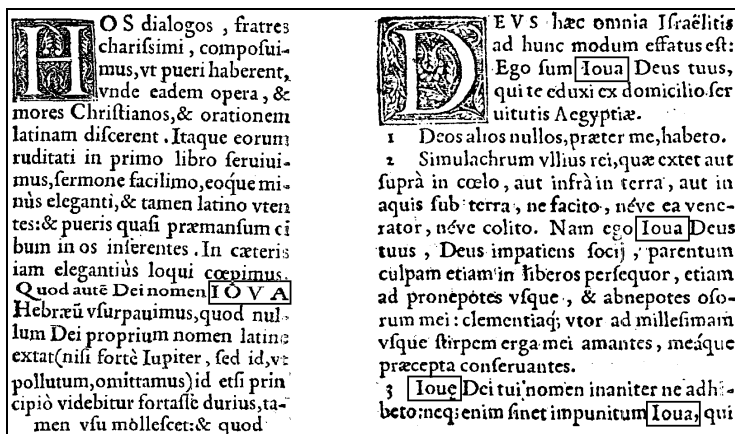 HOS dialogos, fratres
chariſsimi, compoſui-
mus, vt pueri haberent,
vnde eadem opera, &
mores Chriſtianos, & orationem
latinam diſcerent. Itaque eorum
ruditati in primo libro ſeruiui-
mus, ſermone facilimo, eoq́ue mi-
nùs eleganti, & tamen latino vten
tes: & pueris quaſi præmanſum ci
bum in os inſerentes. In cæteris
iam elegantiùs loqui cœpimus.
Quod autē Dei nomen IOVA
Hebræū vſurpauimus, quod nul-
lum Dei proprium nomen latine
extat (niſi fortè Iupiter, ſed id, vt
pollutum, omittamus) id etſi prin
cipiò videbitur fortaſſe durius, ta-
men vſu molleſcet: & quod
DEVS hæc omnia Iſraëlitis
ad hunc modum effatus eſt:
Ego ſum Ioua Deus tuus,
qui te eduxi ex domicilio ſer
uitutis Aegyptiæ.
1 Deos alios nullos, præter me, habeto.
2 Simulachrum vllius rei, quæ extet aut
ſuprà in cœlo, aut infrà in terra, aut in
aquis ſub terra, ne facito, néve ea vene-
rator, néve colito. Nam ego Ioua Deus
tuus, Deus impatiens ſocij, parentum
culpam etiam in liberos perſequor, etiam
ad pronepotes vſque, & abnepotes oſo-
rum mei: clementiaq; vtor ad milleſimam
vſque ſtirpem erga mei amantes, meáque
præcepta conſeruantes.
3 Ioue Dei tui nomen inaniter ne adhi-
beto: neq; enim ſinet impunitum Ioua, qui